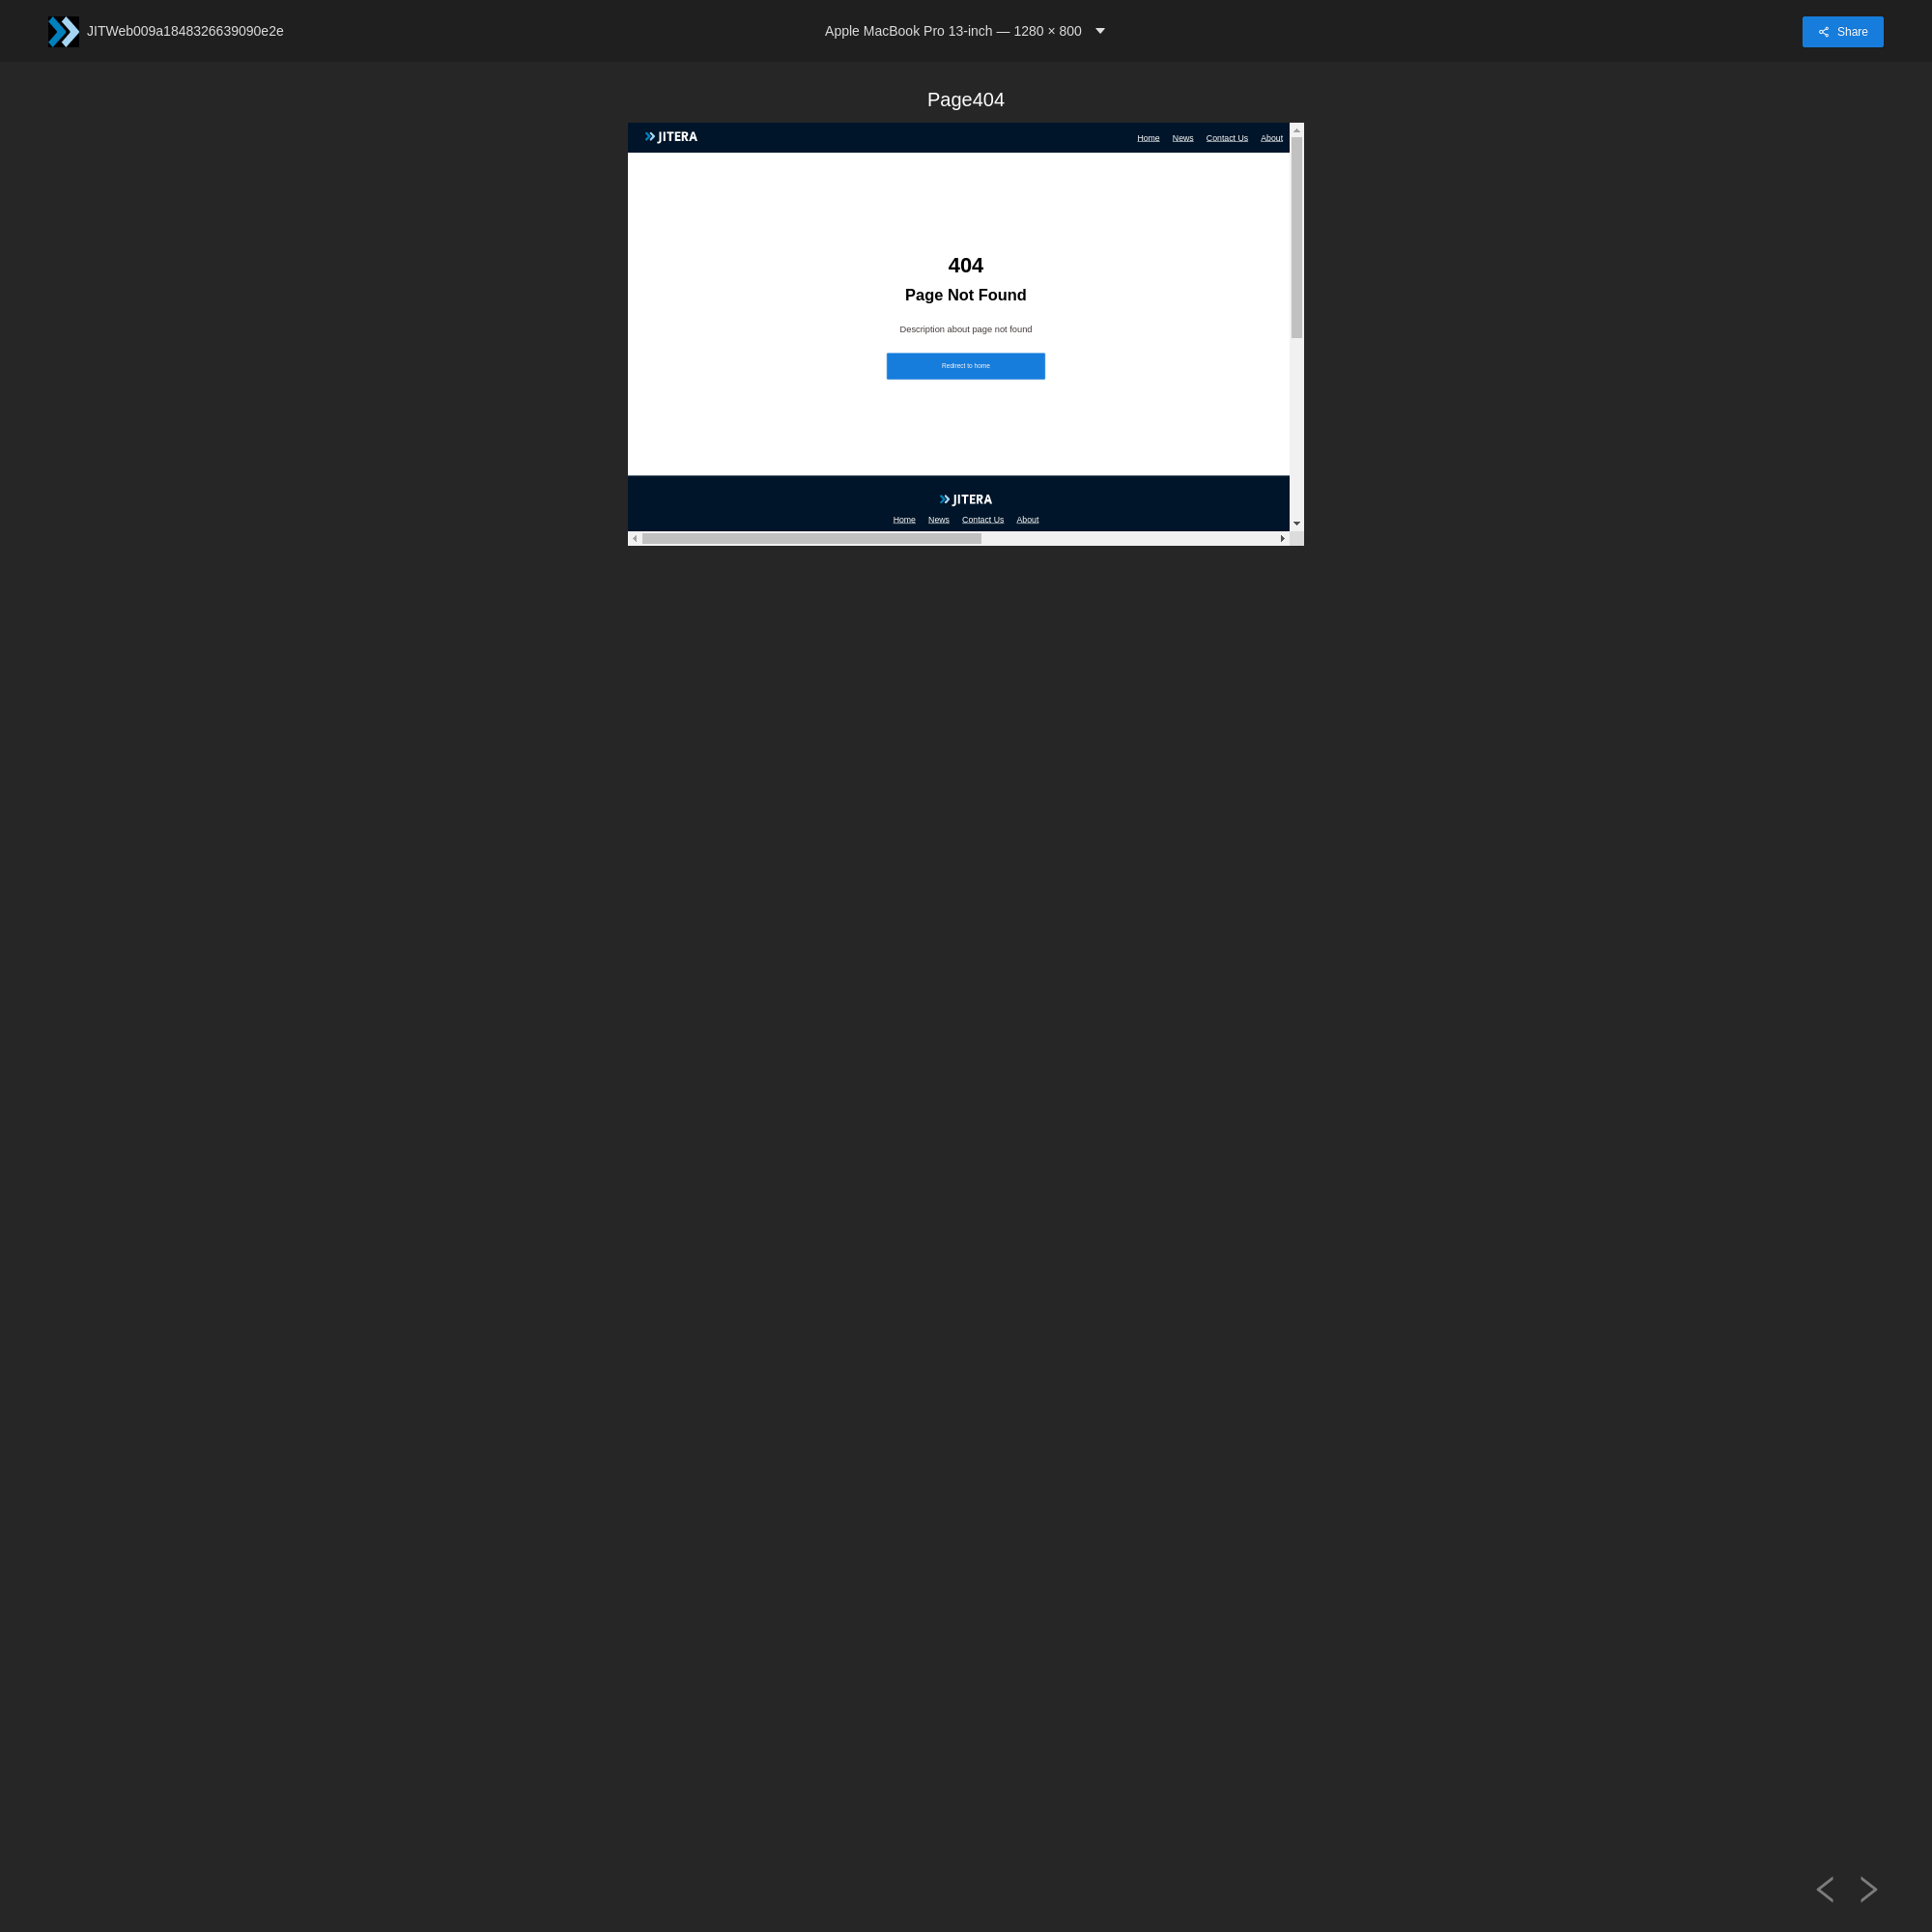 JITWeb009a1848326639090e2e
Apple MacBook Pro 13-inch — 1280 × 800
Share
Page404
JITERA
Home News Contact Us About
404
Page Not Found
Description about page not found
Redirect to home
JITERA
Home News Contact Us About